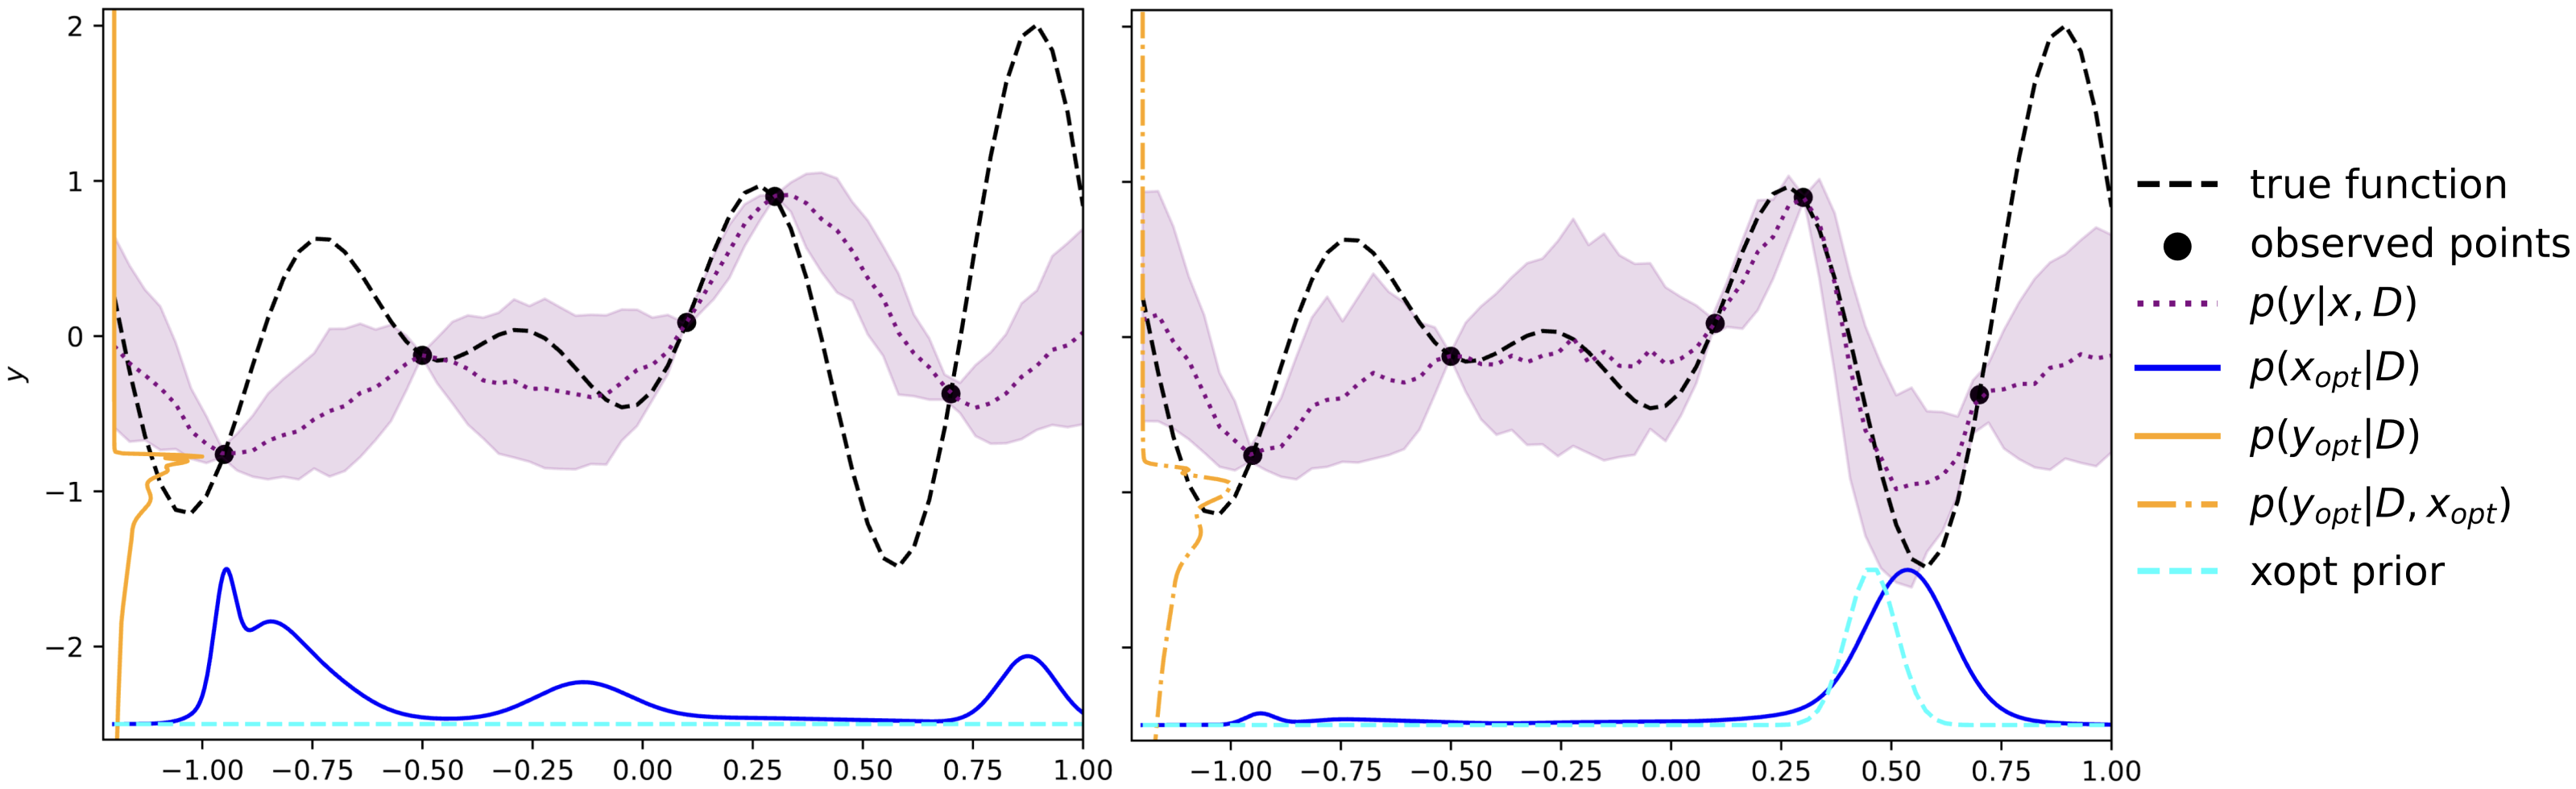 2
1
0
−1
−2
y
−1.00 −0.75 −0.50 −0.25 0.00 0.25 0.50 0.75 1.00
−1.00 −0.75 −0.50 −0.25 0.00 0.25 0.50 0.75 1.00
true function
observed points
p(y|x, D)
p(x_opt|D)
p(y_opt|D)
p(y_opt|D, x_opt)
xopt prior